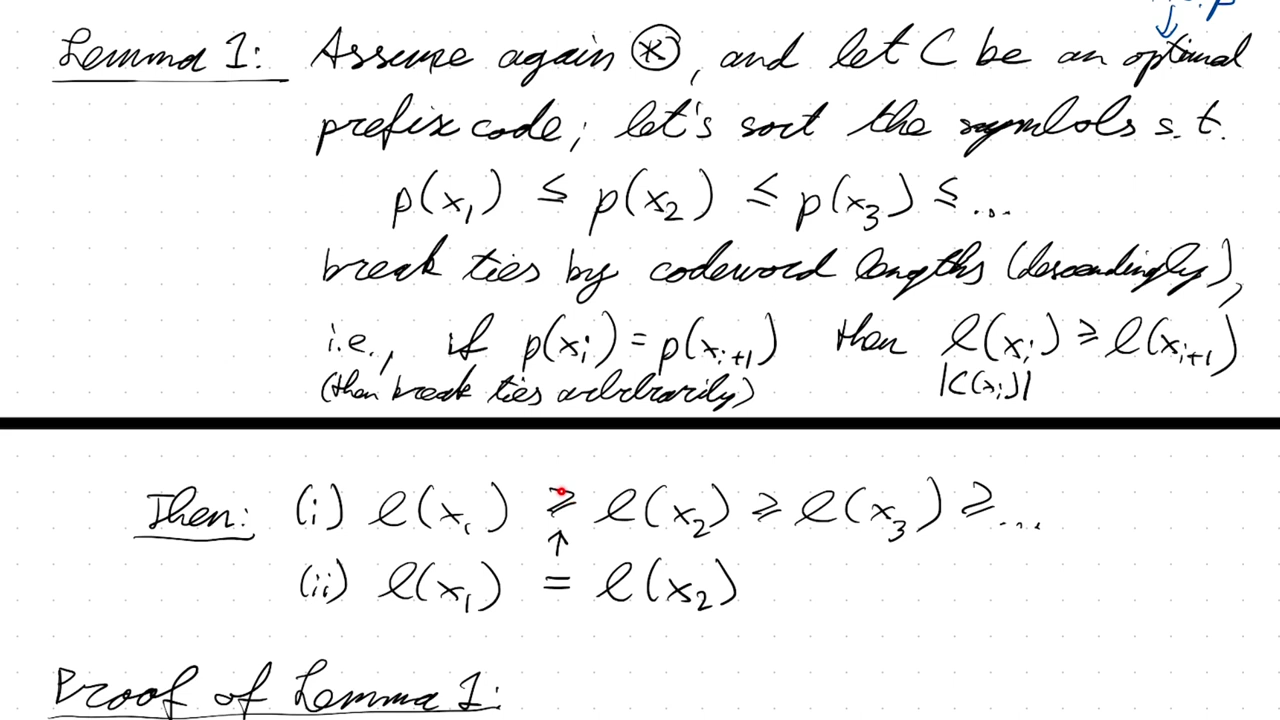 Lemma 1: Assume again ⊛, and let C be an optimal
prefix code; let's sort the symbols s.t.
p(x₁) ≤ p(x₂) ≤ p(x₃) ≤ ...
break ties by codeword lengths (descendingly),
i.e., if p(xᵢ) = p(xᵢ₊₁) then ℓ(xᵢ) ≥ ℓ(xᵢ₊₁)
(then break ties arbitrarily) |C(xᵢ)|
Then: (i) ℓ(x₁) ≥ ℓ(x₂) ≥ ℓ(x₃) ≥ ...
↑
(ii) ℓ(x₁) = ℓ(x₂)
Proof of Lemma 1: